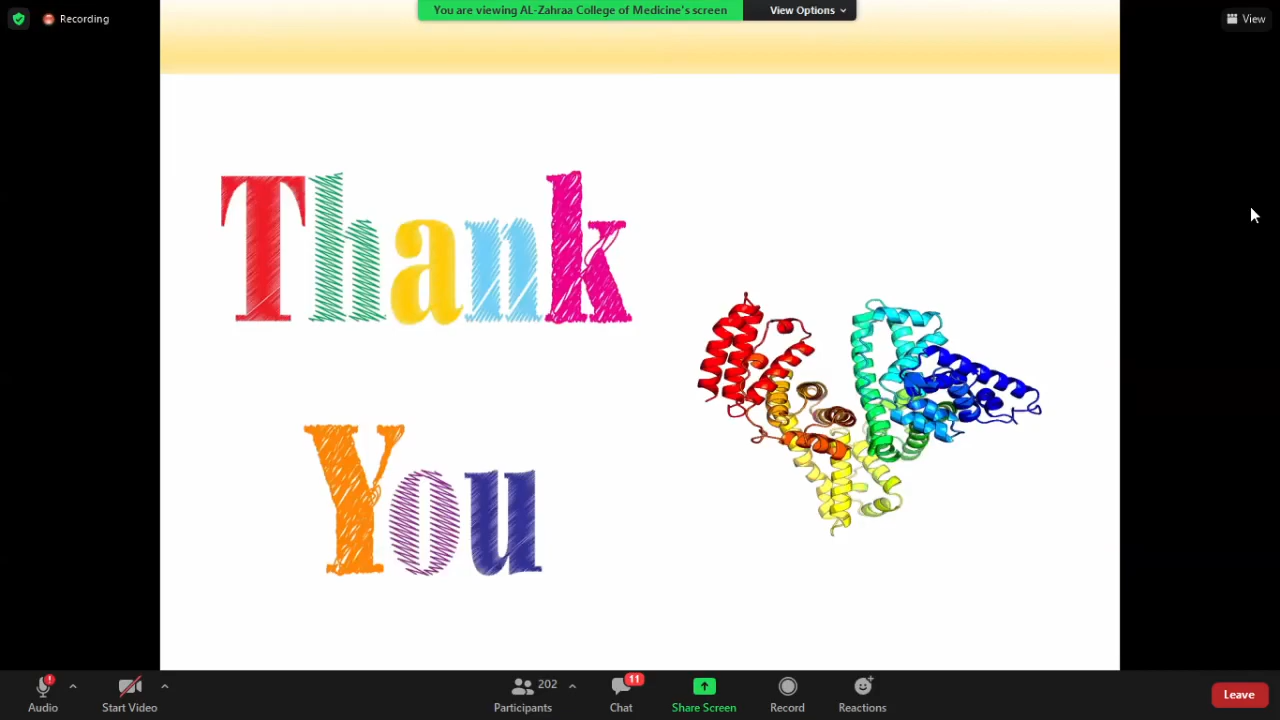 Recording
You are viewing AL-Zahraa College of Medicine's screen
View Options
View
Thank
You
Audio
Start Video
202
Participants
11
Chat
Share Screen
Record
Reactions
Leave